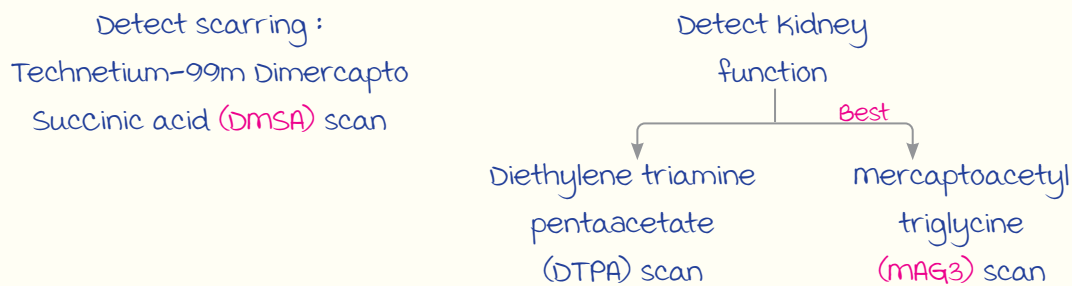 Detect scarring :
Technetium-99m Dimercapto
Succinic acid (DMSA) scan
Detect kidney
function
Best
Diethylene triamine
pentaacetate
(DTPA) scan
mercaptoacetyl
triglycine
(MAG3) scan